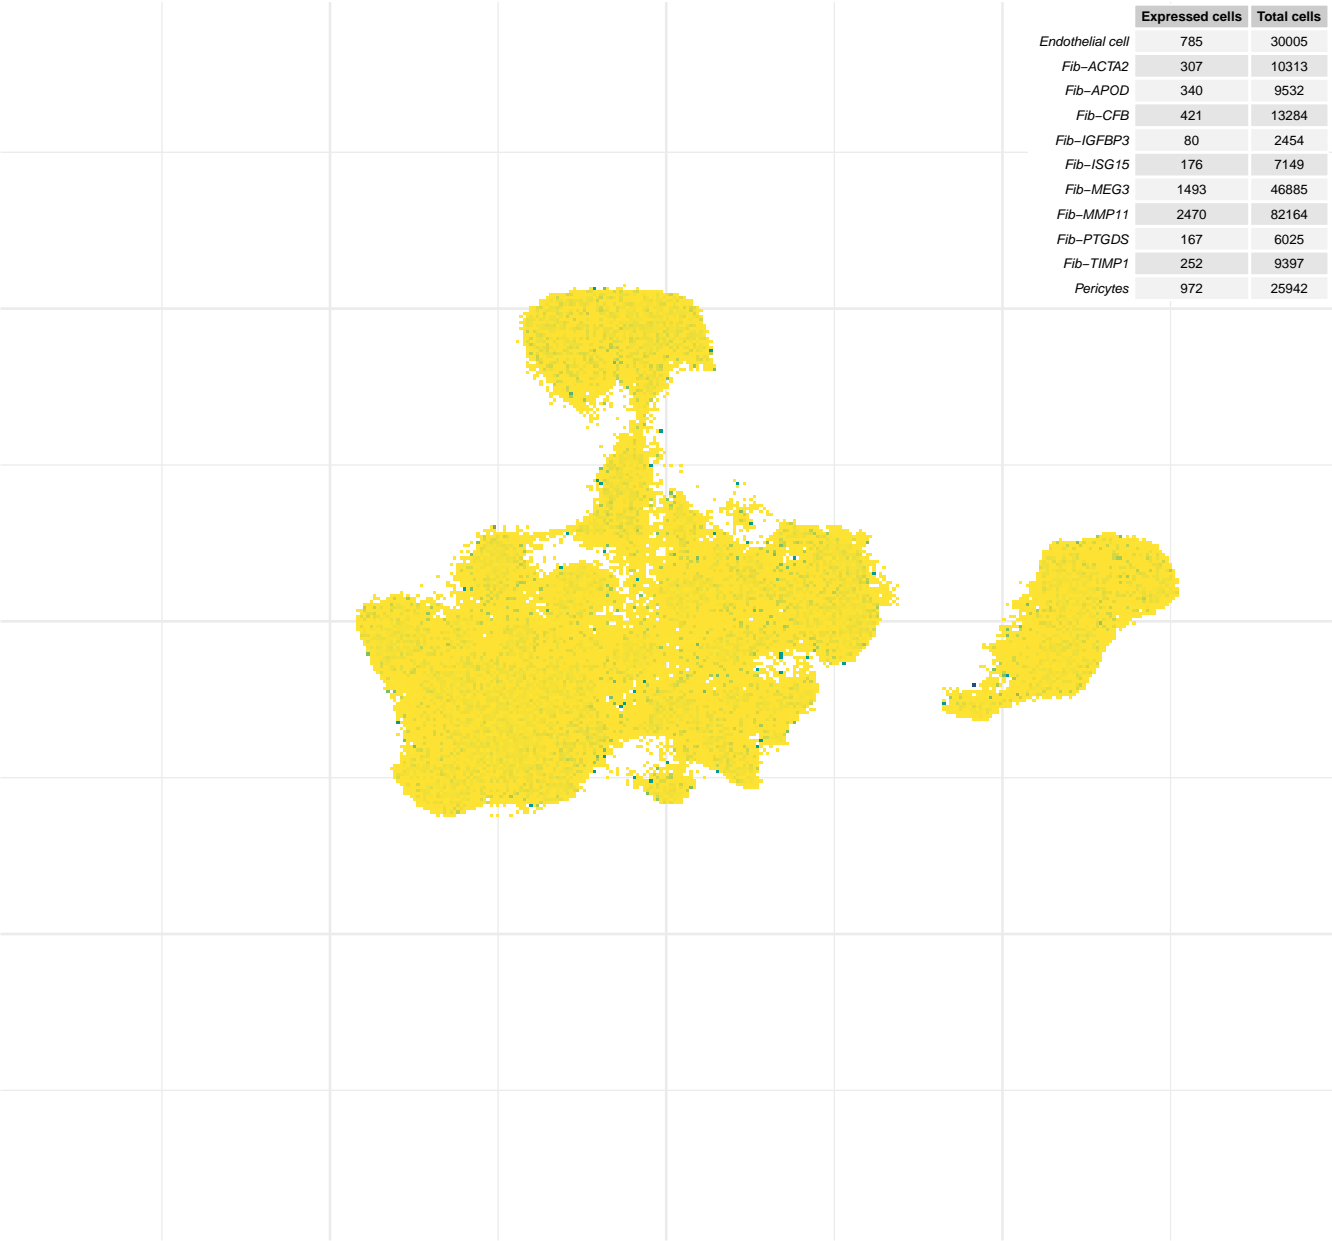 Expressed cells Total cells
Endothelial cell 785 30005
Fib−ACTA2 307 10313
Fib−APOD 340 9532
Fib−CFB 421 13284
Fib−IGFBP3 80 2454
Fib−ISG15 176 7149
Fib−MEG3 1493 46885
Fib−MMP11 2470 82164
Fib−PTGDS 167 6025
Fib−TIMP1 252 9397
Pericytes 972 25942